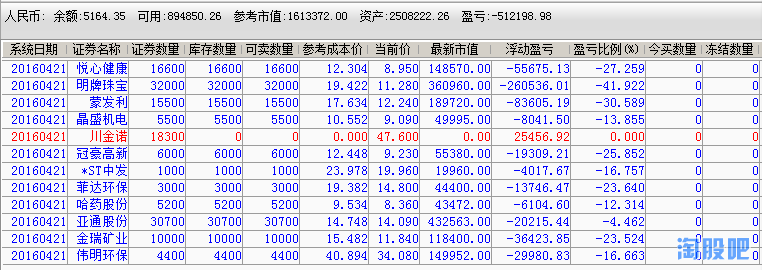 人民币: 余额:5164.35 可用:894850.26 参考市值:1613372.00 资产:2508222.26 盈亏:-512198.98
系统日期 证券名称 证券数量 库存数量 可卖数量 参考成本价 当前价 最新市值 浮动盈亏 盈亏比例(%) 今买数量 冻结数量
20160421 悦心健康 16600 16600 16600 12.304 8.950 148570.00 -55675.13 -27.259 0 0
20160421 明牌珠宝 32000 32000 32000 19.422 11.280 360960.00 -260536.01 -41.922 0 0
20160421 蒙发利 15500 15500 15500 17.634 12.240 189720.00 -83605.19 -30.589 0 0
20160421 晶盛机电 5500 5500 5500 10.552 9.090 49995.00 -8041.50 -13.855 0 0
20160421 川金诺 18300 0 0 0.000 47.600 0.00 25456.92 0.000 0 0
20160421 冠豪高新 6000 6000 6000 12.448 9.230 55380.00 -19309.21 -25.852 0 0
20160421 *ST中发 1000 1000 1000 23.978 19.960 19960.00 -4017.67 -16.757 0 0
20160421 菲达环保 3000 3000 3000 19.382 14.800 44400.00 -13746.47 -23.640 0 0
20160421 哈药股份 5200 5200 5200 9.534 8.360 43472.00 -6104.60 -12.314 0 0
20160421 亚通股份 30700 30700 30700 14.748 14.090 432563.00 -20215.44 -4.462 0 0
20160421 金瑞矿业 10000 10000 10000 15.482 11.840 118400.00 -36423.85 -23.524 0 0
20160421 伟明环保 4400 4400 4400 40.894 34.080 149952.00 -29980.83 -16.663 0 0
淘股吧